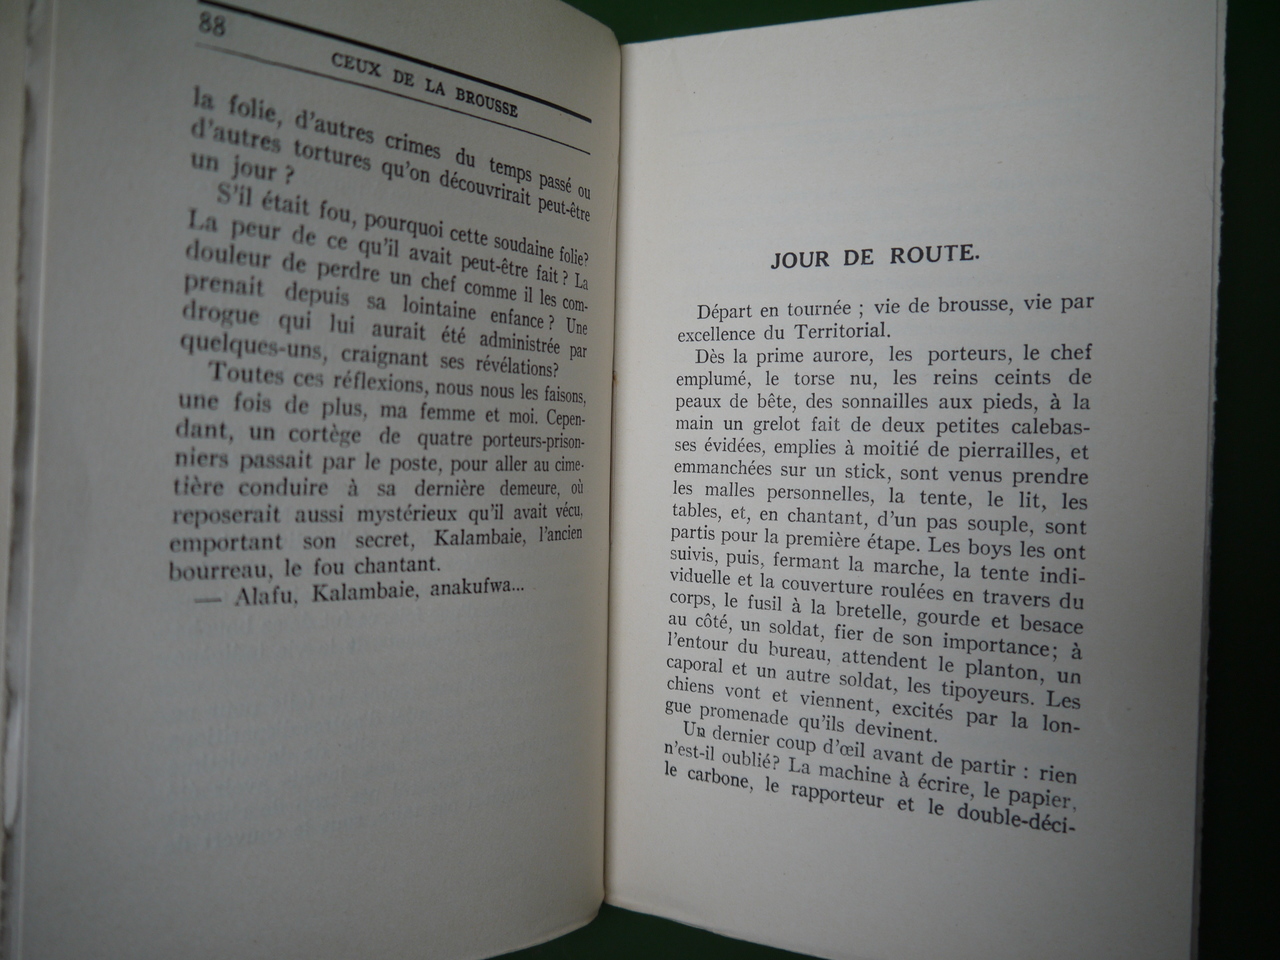 88
CEUX DE LA BROUSSE
la folie, d'autres crimes du temps passé ou
d'autres tortures qu'on découvrirait peut-être
un jour ?
S'il était fou, pourquoi cette soudaine folie?
La peur de ce qu'il avait peut-être fait ? La
douleur de perdre un chef comme il les com-
prenait depuis sa lointaine enfance ? Une
drogue qui lui aurait été administrée par
quelques-uns, craignant ses révélations?
Toutes ces réflexions, nous nous les faisons,
une fois de plus, ma femme et moi. Cepen-
dant, un cortège de quatre porteurs-prison-
niers passait par le poste, pour aller au cime-
tière conduire à sa dernière demeure, où
reposerait aussi mystérieux qu'il avait vécu,
emportant son secret, Kalambaie, l'ancien
bourreau, le fou chantant.
— Alafu, Kalambaie, anakufwa...
JOUR DE ROUTE.
Départ en tournée ; vie de brousse, vie par
excellence du Territorial.
Dès la prime aurore, les porteurs, le chef
emplumé, le torse nu, les reins ceints de
peaux de bête, des sonnailles aux pieds, à la
main un grelot fait de deux petites calebas-
ses évidées, emplies à moitié de pierrailles, et
emmanchées sur un stick, sont venus prendre
les malles personnelles, la tente, le lit, les
tables, et, en chantant, d'un pas souple, sont
partis pour la première étape. Les boys les ont
suivis, puis, fermant la marche, la tente indi-
viduelle et la couverture roulées en travers du
corps, le fusil à la bretelle, gourde et besace
au côté, un soldat, fier de son importance ; à
l'entour du bureau, attendent le planton, un
caporal et un autre soldat, les tipoyeurs. Les
chiens vont et viennent, excités par la lon-
gue promenade qu'ils devinent.
Un dernier coup d'œil avant de partir : rien
n'est-il oublié? La machine à écrire, le papier,
le carbone, le rapporteur et le double-déci-